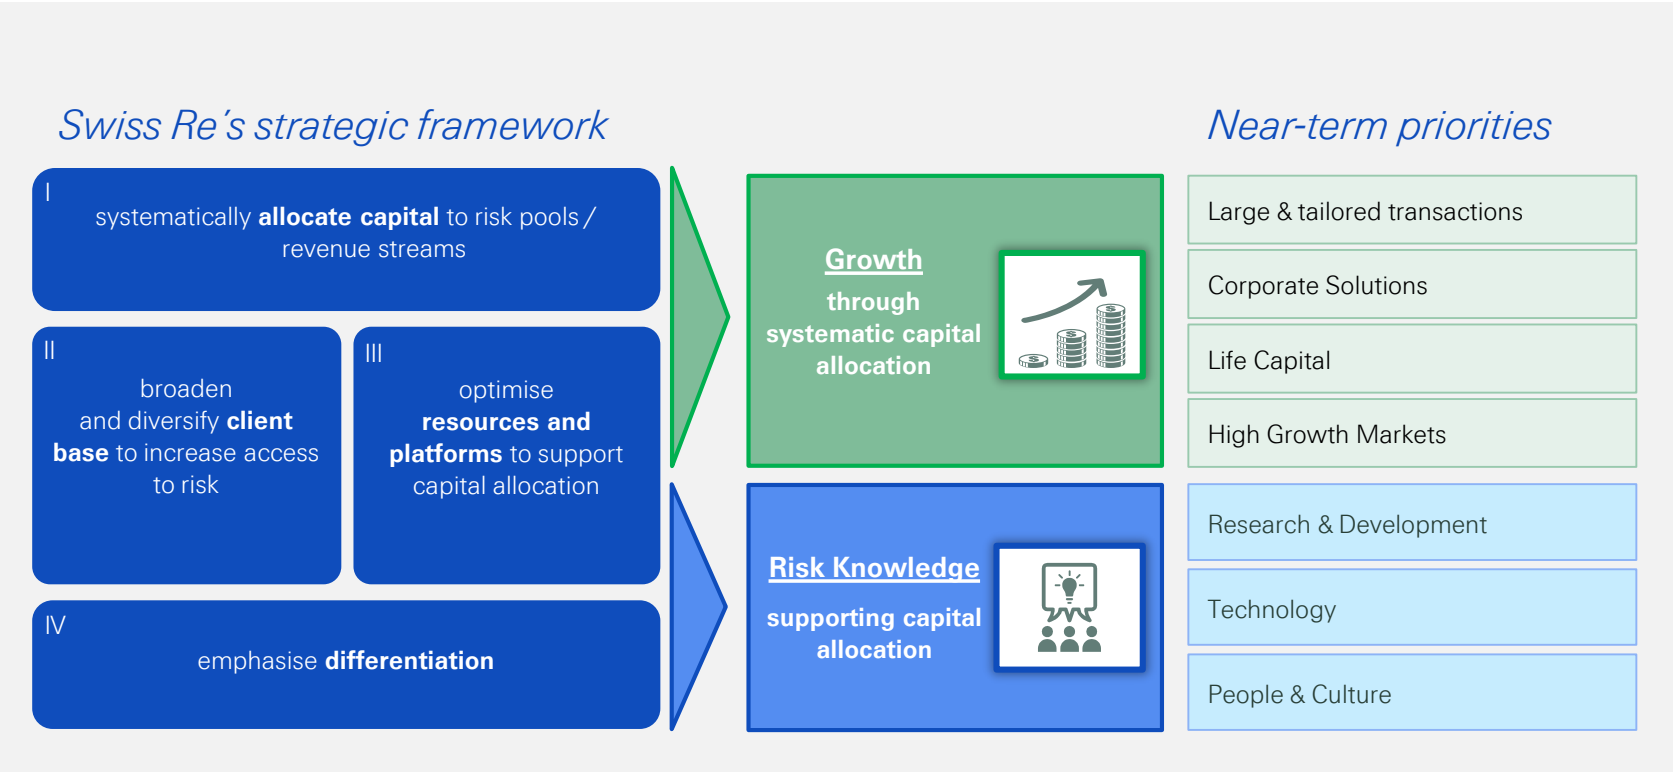 Swiss Re´s strategic framework
Near-term priorities
I
systematically allocate capital to risk pools /
revenue streams
II
broaden
and diversify client
base to increase access
to risk
III
optimise
resources and
platforms to support
capital allocation
IV
emphasise differentiation
Growth
through
systematic capital
allocation
$
$
$
Risk Knowledge
supporting capital
allocation
Large & tailored transactions
Corporate Solutions
Life Capital
High Growth Markets
Research & Development
Technology
People & Culture